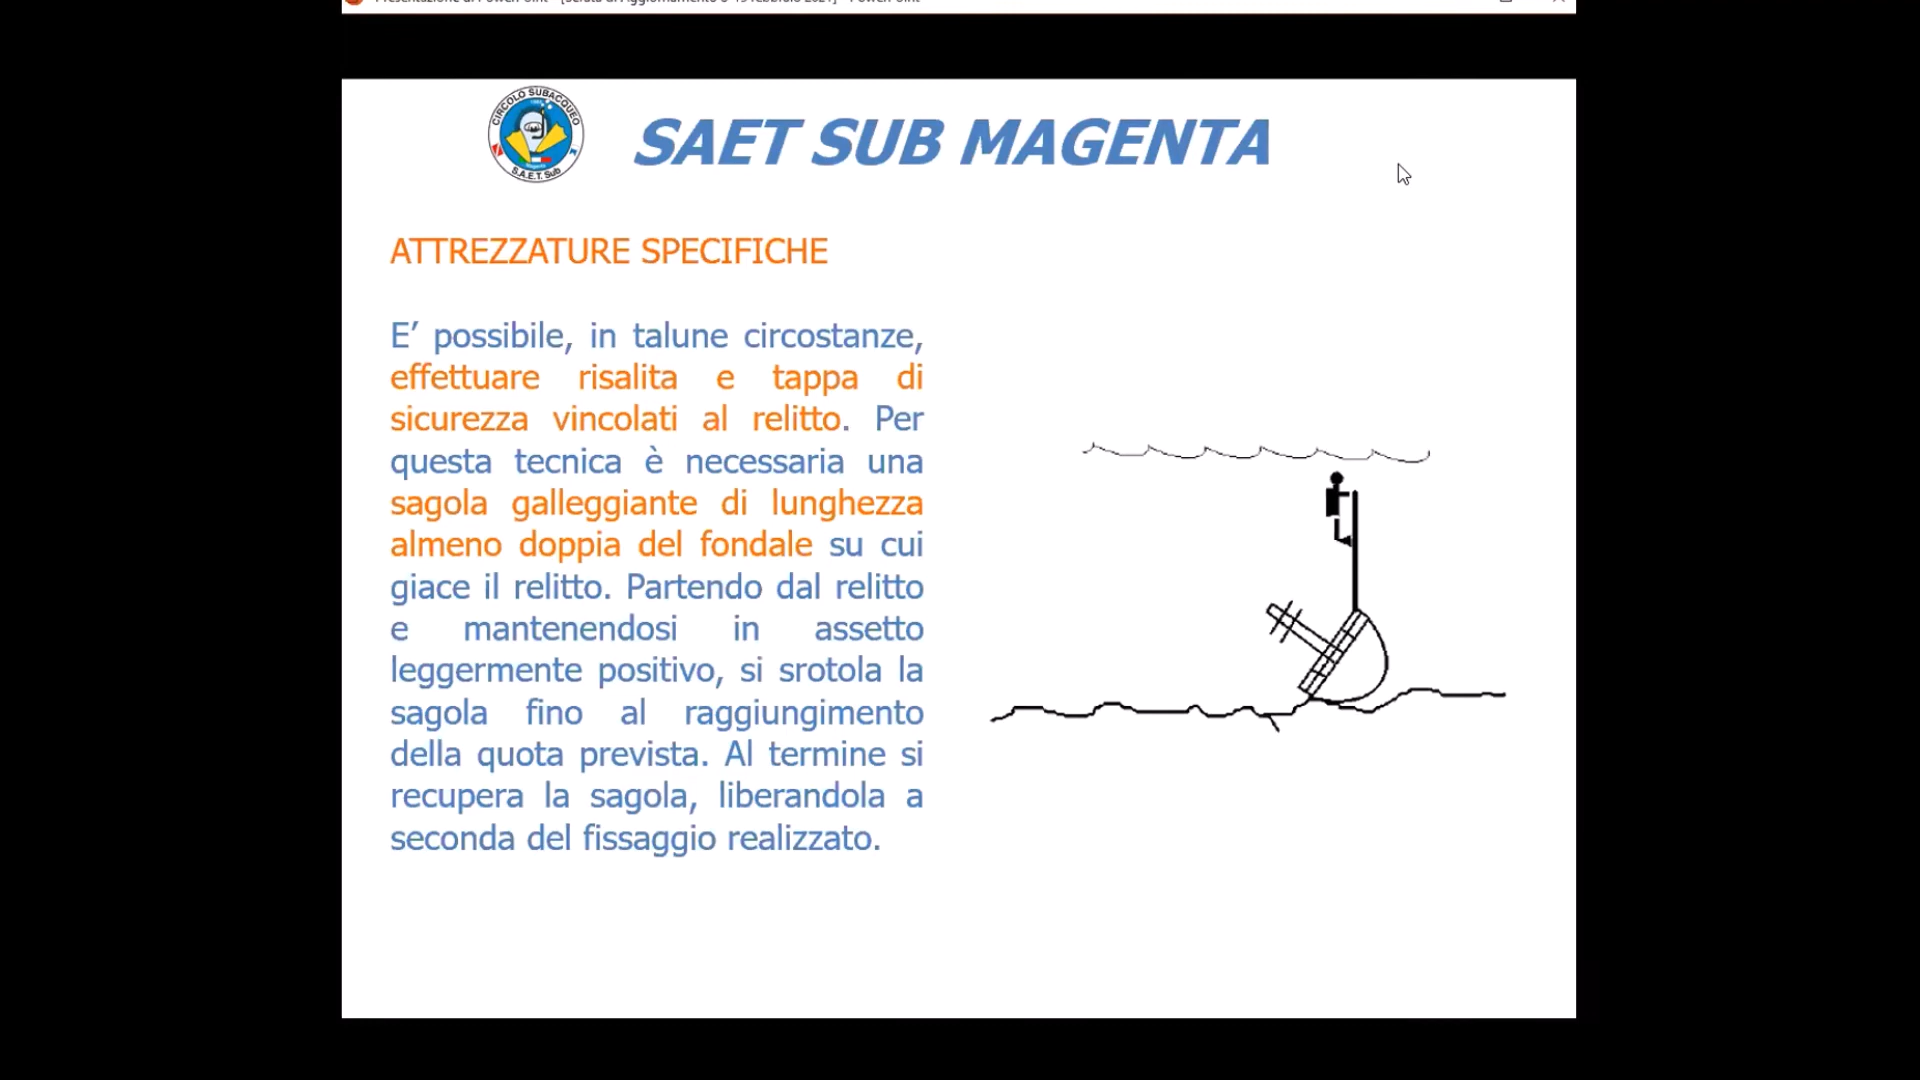 CIRCOLO SUBACQUEO
S.A.E.T. Sub
SAET SUB MAGENTA
ATTREZZATURE SPECIFICHE
E’ possibile, in talune circostanze,
effettuare risalita e tappa di
sicurezza vincolati al relitto. Per
questa tecnica è necessaria una
sagola galleggiante di lunghezza
almeno doppia del fondale su cui
giace il relitto. Partendo dal relitto
e mantenendosi in assetto
leggermente positivo, si srotola la
sagola fino al raggiungimento
della quota prevista. Al termine si
recupera la sagola, liberandola a
seconda del fissaggio realizzato.